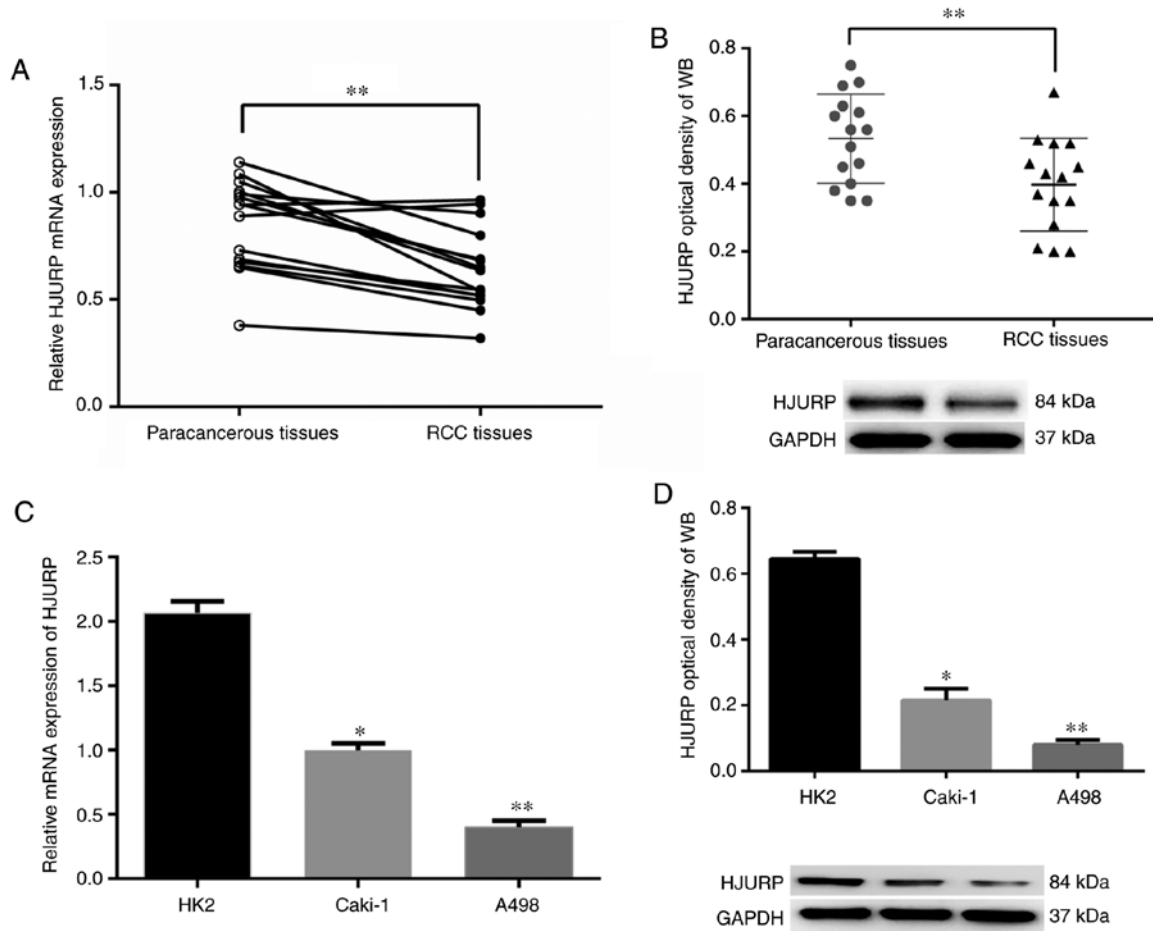 A
Relative HJURP mRNA expression
1.5
1.0
0.5
0.0
**
Paracancerous tissues
RCC tissues
B
HJURP optical density of WB
0.8
0.6
0.4
0.2
0.0
**
Paracancerous tissues
RCC tissues
HJURP 84 kDa
GAPDH 37 kDa
C
Relative mRNA expression of HJURP
2.5
2.0
1.5
1.0
0.5
0.0
*
**
HK2
Caki-1
A498
D
HJURP optical density of WB
0.8
0.6
0.4
0.2
0.0
*
**
HK2
Caki-1
A498
HJURP 84 kDa
GAPDH 37 kDa